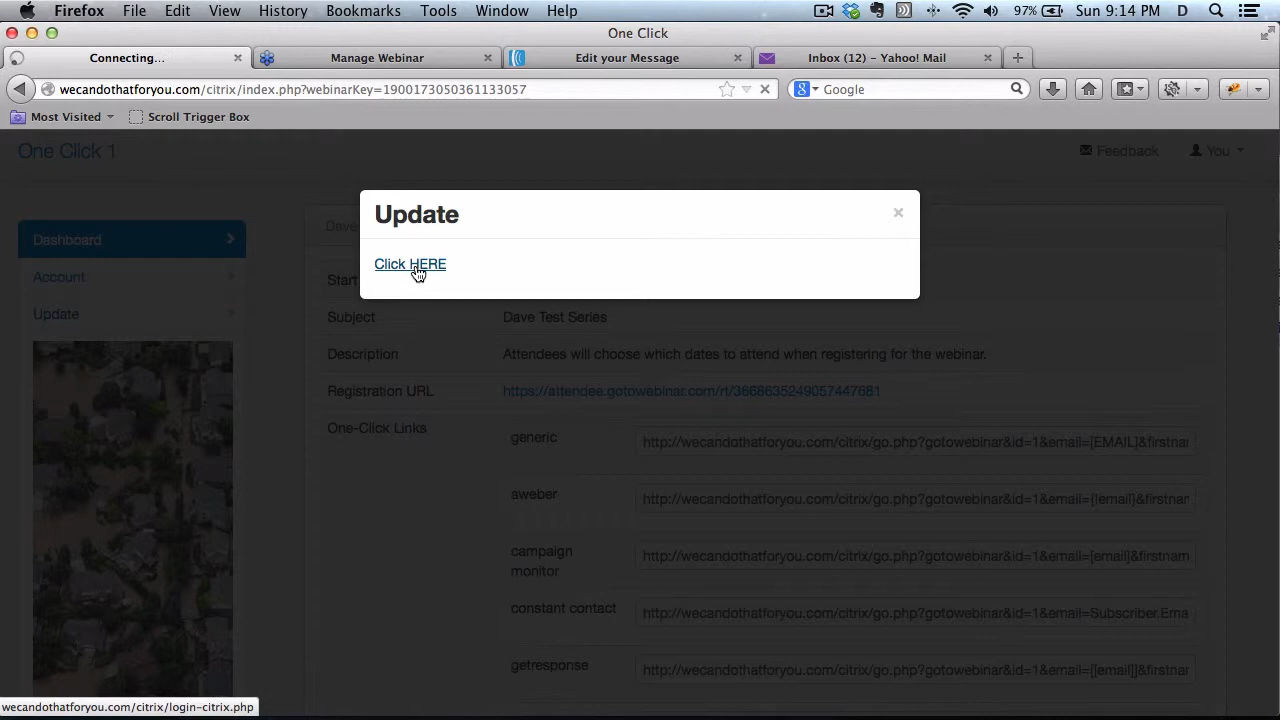 Firefox File Edit View History Bookmarks Tools Window Help 97% Sun 9:14 PM D
One Click
Connecting... Manage Webinar Edit your Message Inbox (12) – Yahoo! Mail
wecandothatforyou.com/citrix/index.php?webinarKey=1900173050361133057 Google
Most Visited Scroll Trigger Box
One Click 1 Feedback You
Update
Click HERE
Dashboard
Account
Update
Dave
Start
Subject Dave Test Series
Description Attendees will choose which dates to attend when registering for the webinar.
Registration URL https://attendee.gotowebinar.com/rt/3668635249057447681
One-Click Links
generic http://wecandothatforyou.com/citrix/go.php?gotowebinar&id=1&email=[EMAIL]&firstnar
aweber http://wecandothatforyou.com/citrix/go.php?gotowebinar&id=1&email={!email}&firstnar
campaign monitor http://wecandothatforyou.com/citrix/go.php?gotowebinar&id=1&email=[email]&firstnam
constant contact http://wecandothatforyou.com/citrix/go.php?gotowebinar&id=1&email=Subscriber.Ema
getresponse http://wecandothatforyou.com/citrix/go.php?gotowebinar&id=1&email=[[email]]&firstnar
wecandothatforyou.com/citrix/login-citrix.php